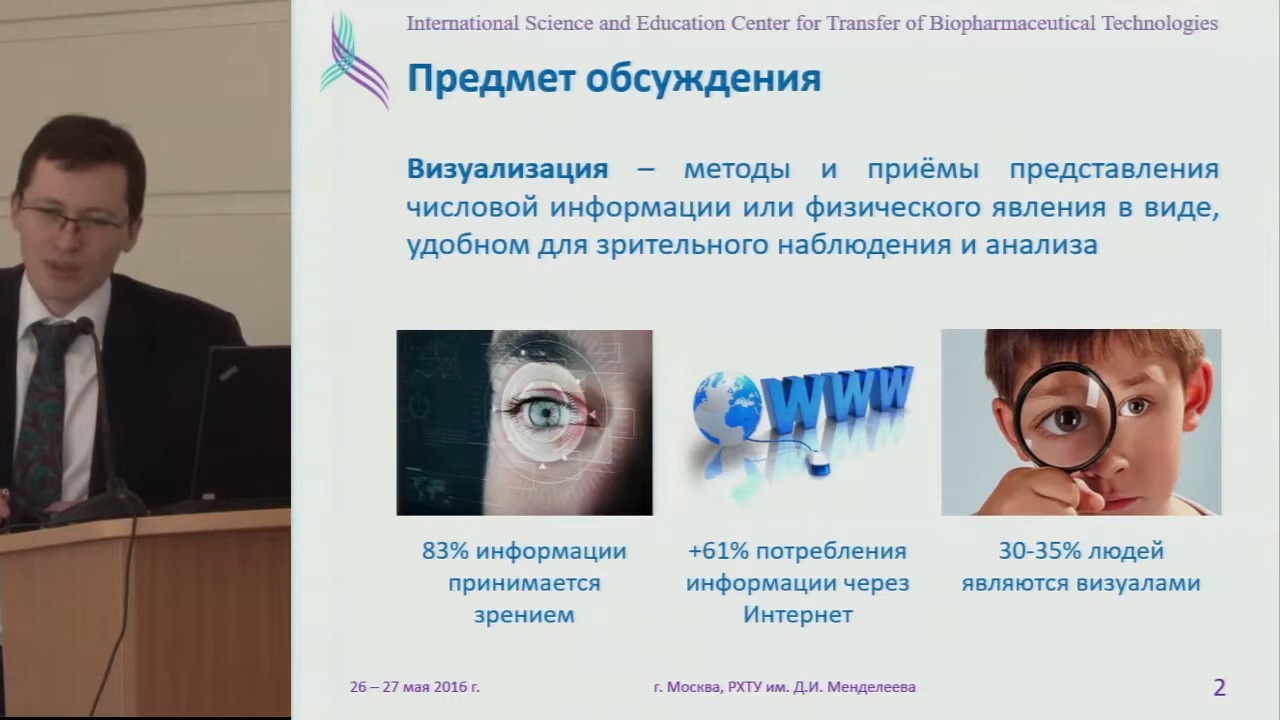 International Science and Education Center for Transfer of Biopharmaceutical Technologies
Предмет обсуждения
Визуализация – методы и приёмы представления
числовой информации или физического явления в виде,
удобном для зрительного наблюдения и анализа
WWW
83% информации
принимается
зрением
+61% потребления
информации через
Интернет
30-35% людей
являются визуалами
26 – 27 мая 2016 г.
г. Москва, РХТУ им. Д.И. Менделеева
2